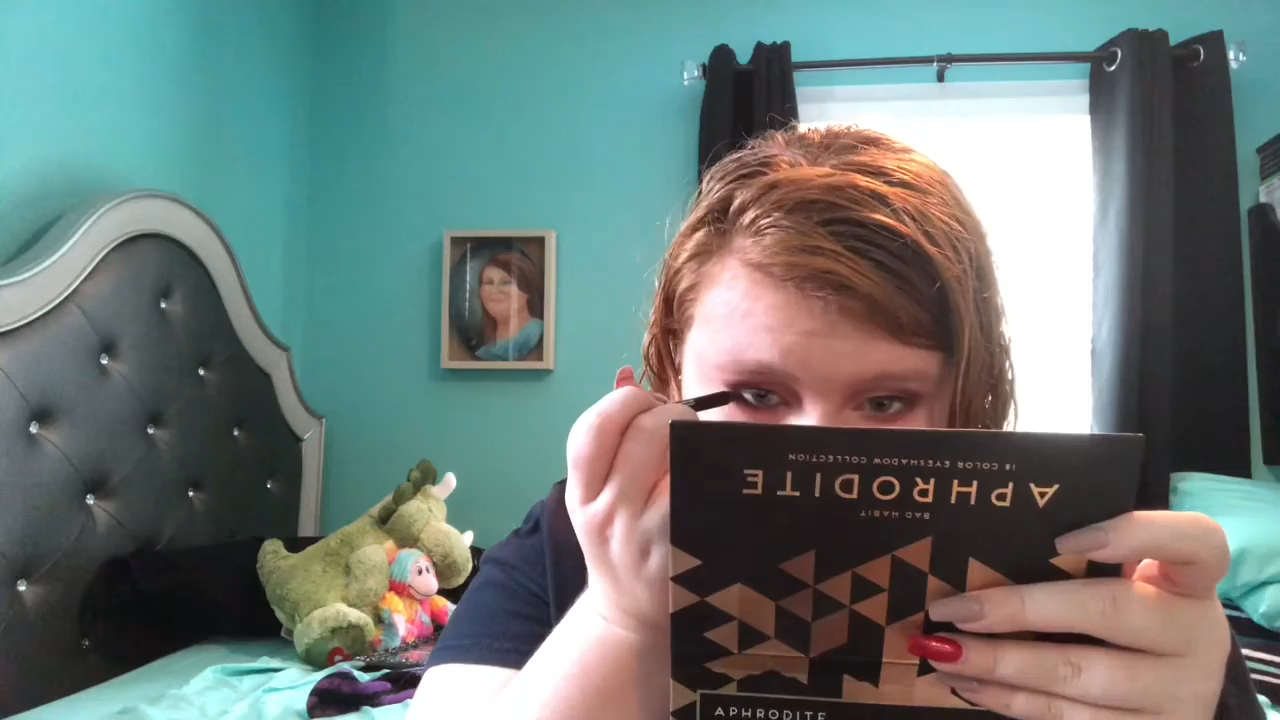 BAD HABIT
APHRODITE
18 COLOR EYESHADOW COLLECTION
APHRODITE